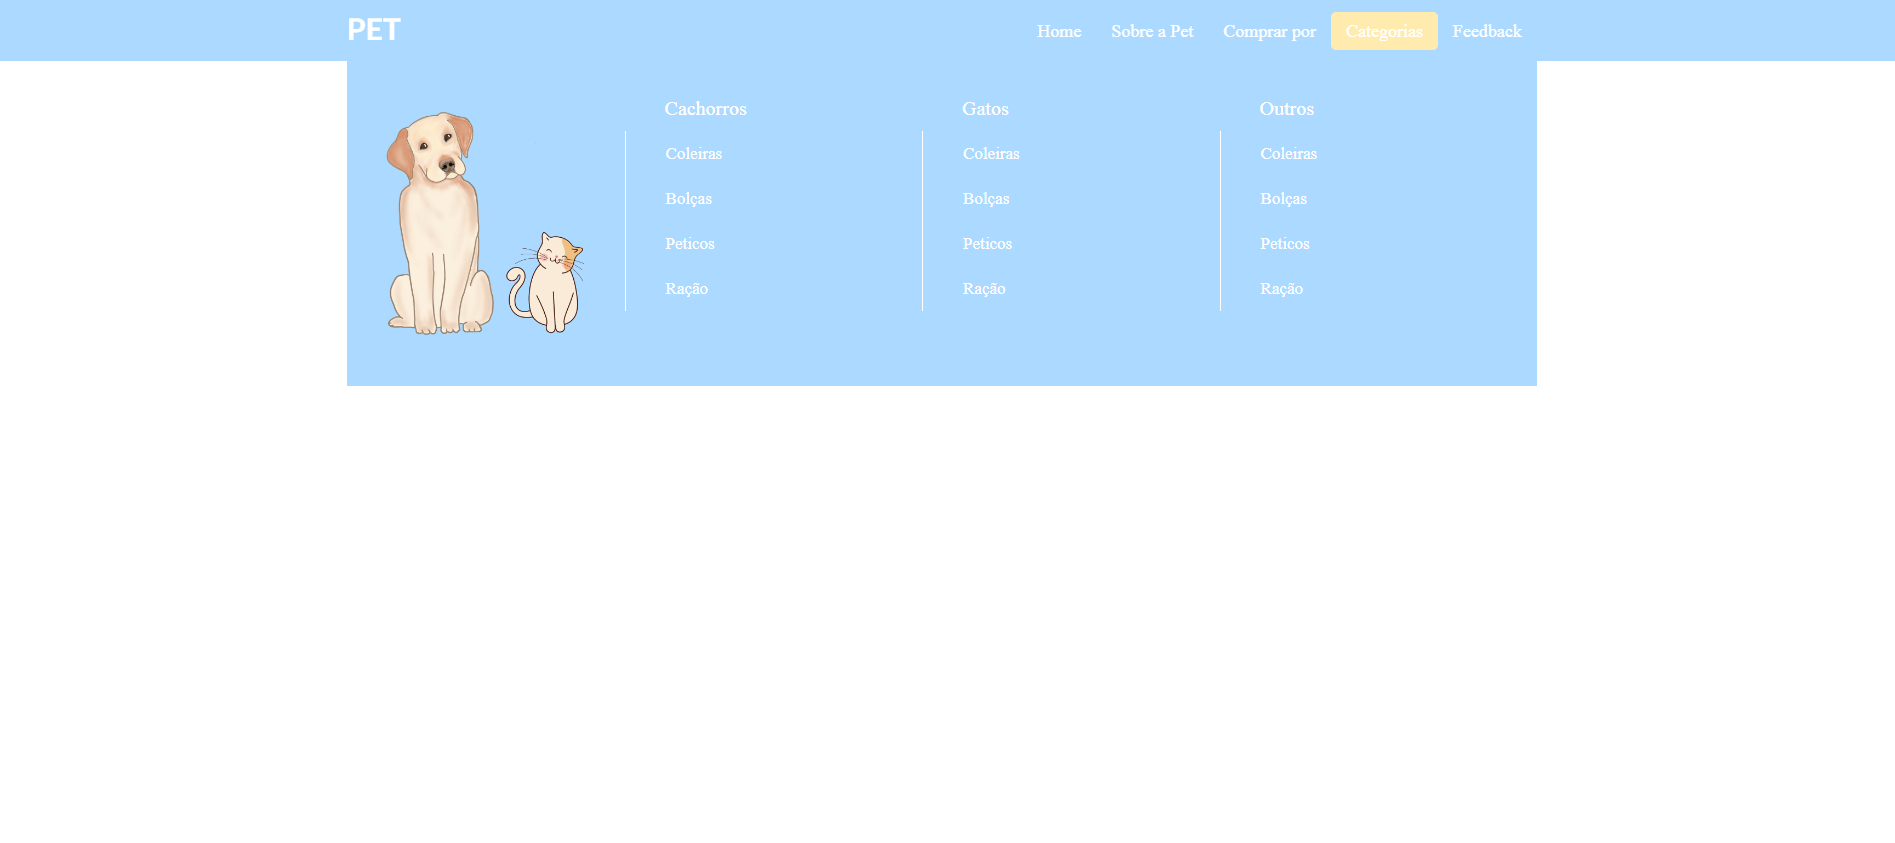 PET
Home Sobre a Pet Comprar por Categorias Feedback
Cachorros
Coleiras
Bolças
Peticos
Ração
Gatos
Coleiras
Bolças
Peticos
Ração
Outros
Coleiras
Bolças
Peticos
Ração